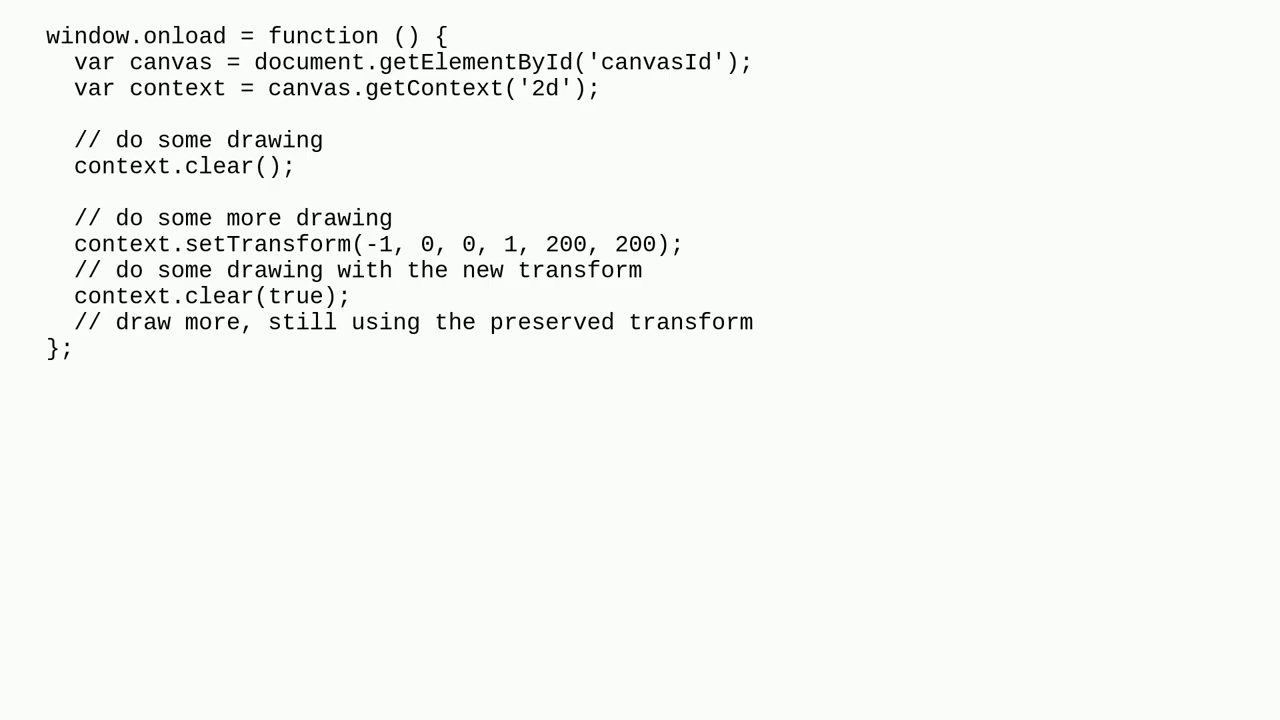 window.onload = function () {
  var canvas = document.getElementById('canvasId');
  var context = canvas.getContext('2d');

  // do some drawing
  context.clear();

  // do some more drawing
  context.setTransform(-1, 0, 0, 1, 200, 200);
  // do some drawing with the new transform
  context.clear(true);
  // draw more, still using the preserved transform
};